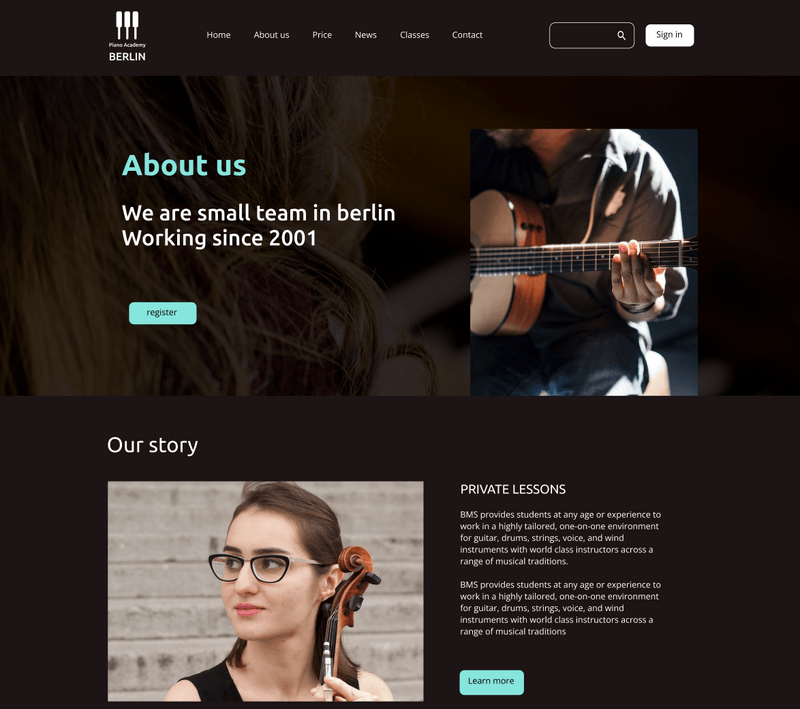 Piano Academy
BERLIN
Home
About us
Price
News
Classes
Contact
Sign in
About us
We are small team in berlin
Working since 2001
register
Our story
PRIVATE LESSONS
BMS provides students at any age or experience to
work in a highly tailored, one-on-one environment
for guitar, drums, strings, voice, and wind
instruments with world class instructors across a
range of musical traditions.
BMS provides students at any age or experience to
work in a highly tailored, one-on-one environment
for guitar, drums, strings, voice, and wind
instruments with world class instructors across a
range of musical traditions
Learn more